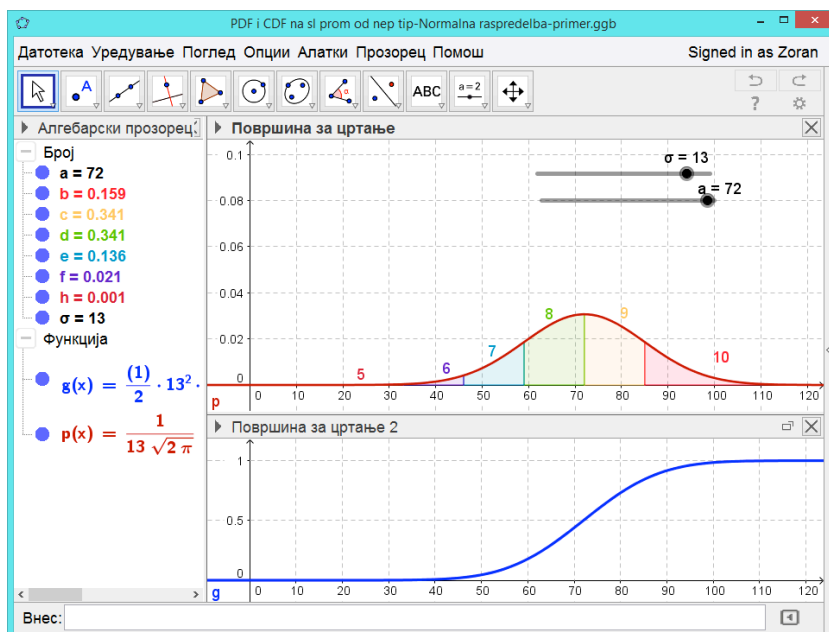 PDF i CDF na sl prom od nep tip-Normalna raspredelba-primer.ggb
Датотека Уредување Поглед Опции Алатки Прозорец Помош Signed in as Zoran
A α ABC a=2
?
Алгебарски прозорец:
Број
a = 72
b = 0.159
c = 0.341
d = 0.341
e = 0.136
f = 0.021
h = 0.001
σ = 13
Функција
g(x) = (1)/2 · 13² ·
p(x) = 1/(13 √(2 π))
Површина за цртање
0.1
0.08
0.06
0.04
0.02
0
σ = 13
a = 72
5 6 7 8 9 10
0 10 20 30 40 50 60 70 80 90 100 110 120
p
Површина за цртање 2
1
0.5
0
0 10 20 30 40 50 60 70 80 90 100 110 120
g
Внес: